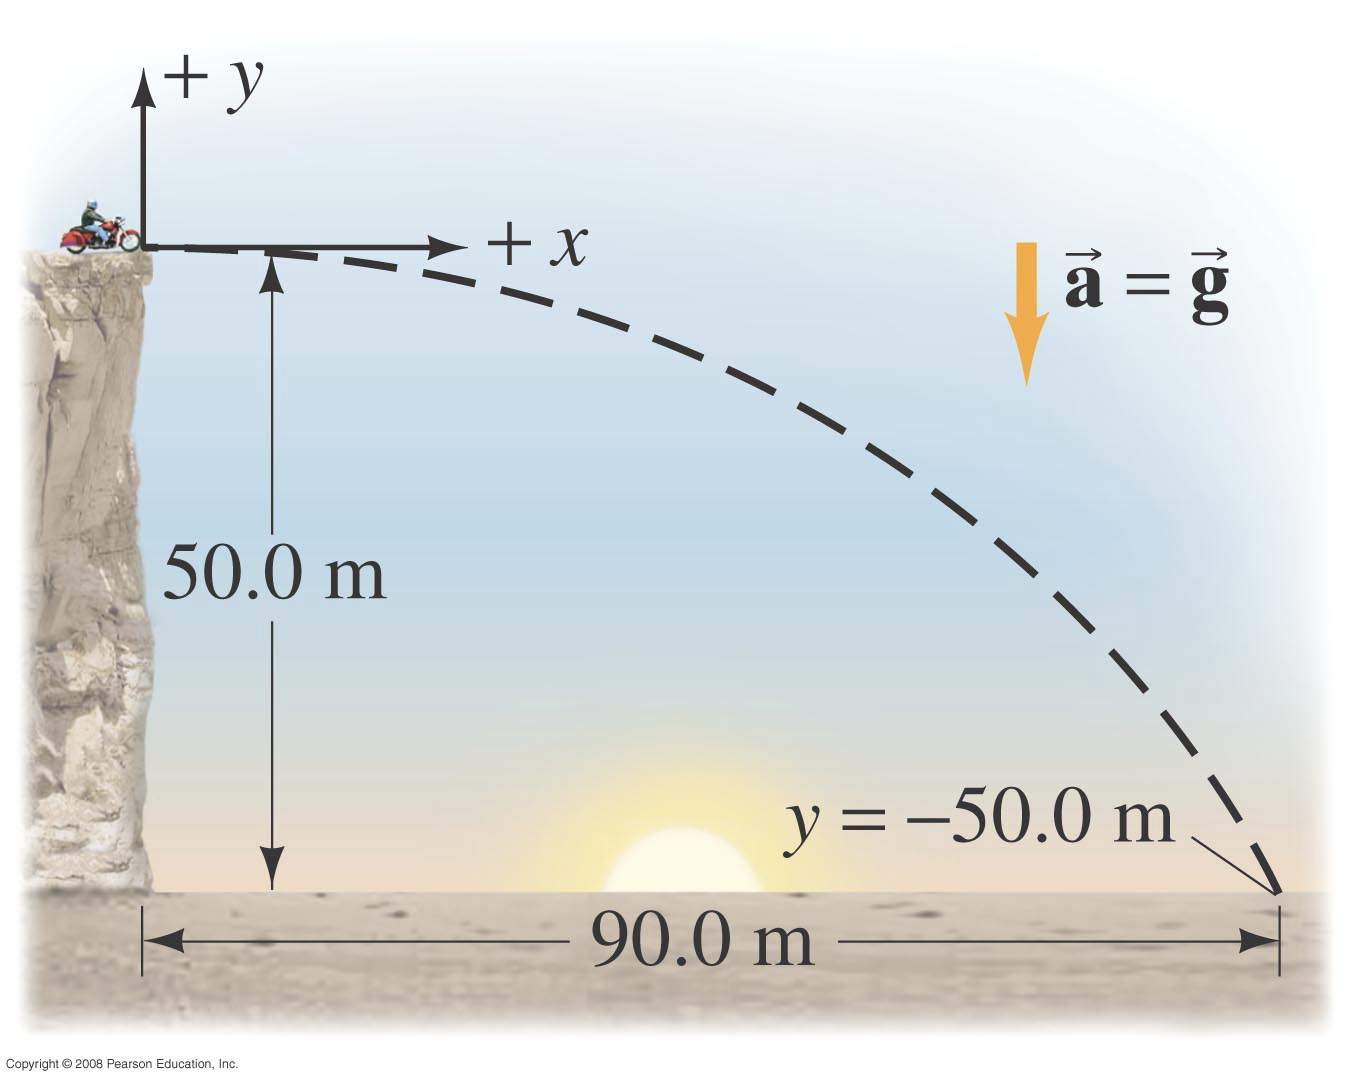 + y
+ x
a⃗ = g⃗
50.0 m
y = −50.0 m
90.0 m
Copyright © 2008 Pearson Education, Inc.